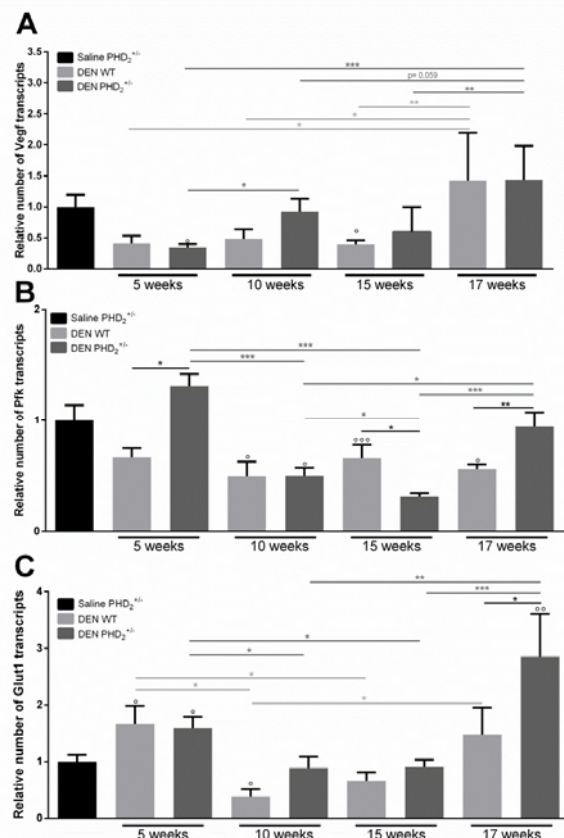 A
Saline PHD₂⁺/⁻
DEN WT
DEN PHD₂⁺/⁻
Relative number of Vegf transcripts
3.5
3.0
2.5
2.0
1.5
1.0
0.5
0.0
***
p= 0.059
**
**
*
*
*
°
°
5 weeks
10 weeks
15 weeks
17 weeks
B
Saline PHD₂⁺/⁻
DEN WT
DEN PHD₂⁺/⁻
Relative number of Pfk transcripts
2
1
0
***
*
***
*
***
*
*
**
°
°
°°°
°
5 weeks
10 weeks
15 weeks
17 weeks
C
Saline PHD₂⁺/⁻
DEN WT
DEN PHD₂⁺/⁻
Relative number of Glut1 transcripts
4
3
2
1
0
**
***
*
°°
*
*
*
*
*
°
°
°
5 weeks
10 weeks
15 weeks
17 weeks